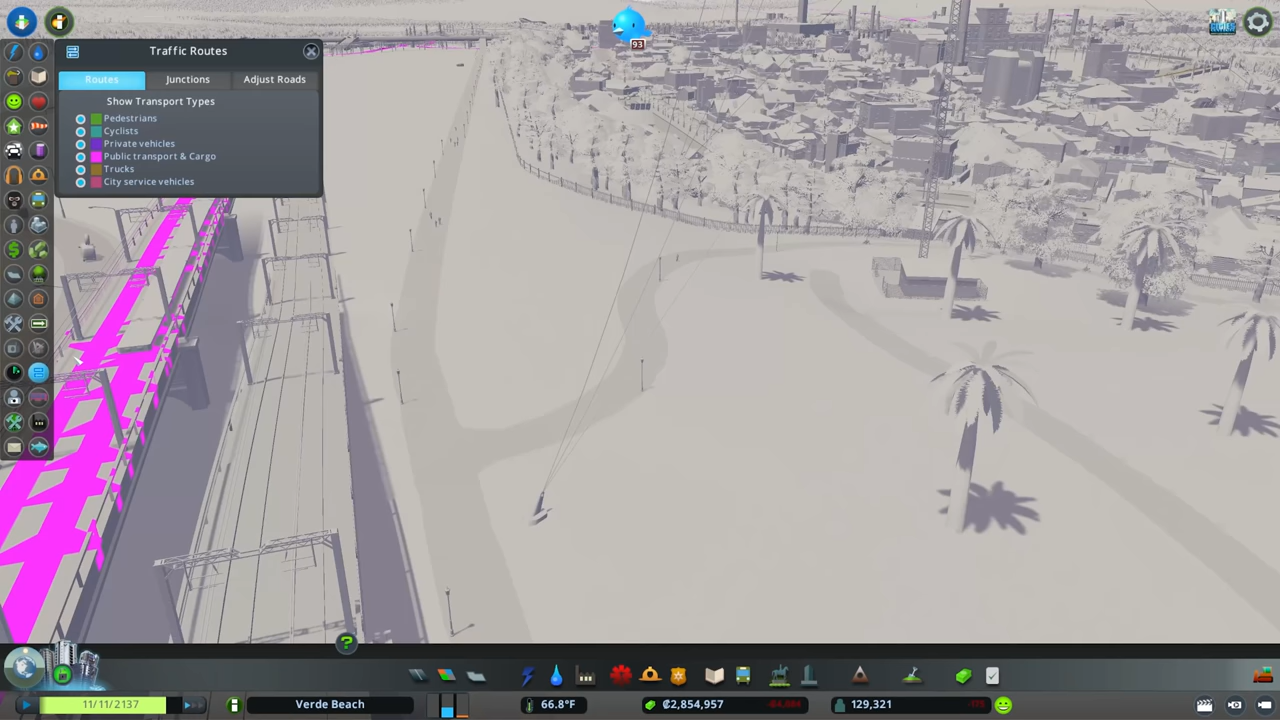 93
Traffic Routes
Routes Junctions Adjust Roads
Show Transport Types
Pedestrians
Cyclists
Private vehicles
Public transport & Cargo
Trucks
City service vehicles
?
11/11/2137 Verde Beach 66.8°F ₡2,854,957 129,321 -175